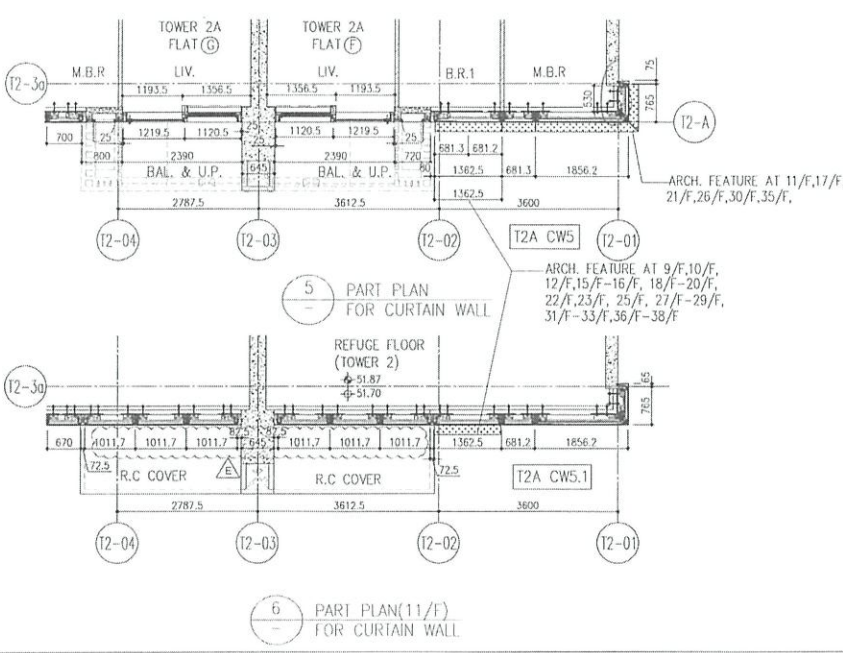 TOWER 2A
FLAT G
TOWER 2A
FLAT F
M.B.R
LIV.
LIV.
B.R.1
M.B.R
T2-3a
1193.5
1356.5
1356.5
1193.5
530
75
765
T2-A
700
25
1219.5
1120.5
25
25
1120.5
1219.5
25
681.3
681.2
800
2390
645
2390
720
80
1362.5
681.3
1856.2
BAL. & U.P.
BAL. & U.P.
1362.5
ARCH. FEATURE AT 11/F,17/F
21/F,26/F,30/F,35/F,
2787.5
3612.5
3600
T2-04
T2-03
T2-02
T2A CW5
T2-01
5
PART PLAN
FOR CURTAIN WALL
ARCH. FEATURE AT 9/F,10/F,
12/F,15/F-16/F, 18/F-20/F,
22/F,23/F, 25/F, 27/F-29/F,
31/F-33/F,36/F-38/F
REFUGE FLOOR
(TOWER 2)
51.87
51.70
T2-3a
65
765
87.5
87.5
670
1011.7
1011.7
1011.7
645
1011.7
1011.7
1011.7
1362.5
681.2
1856.2
72.5
R.C COVER
E
R.C COVER
72.5
T2A CW5.1
2787.5
3612.5
3600
T2-04
T2-03
T2-02
T2-01
6
PART PLAN(11/F)
FOR CURTAIN WALL